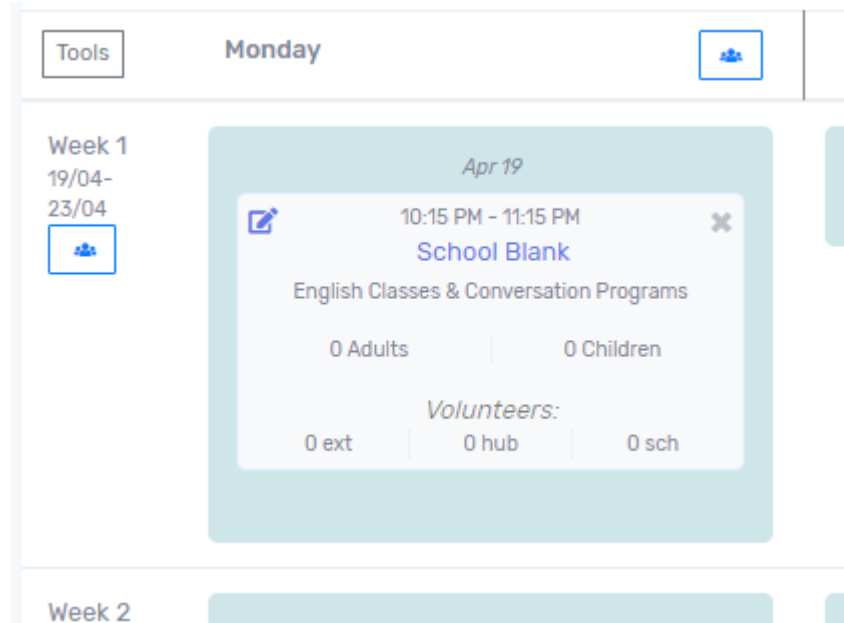 Tools
Monday
Week 1
19/04-
23/04
Apr 19
10:15 PM - 11:15 PM
School Blank
English Classes & Conversation Programs
0 Adults
0 Children
Volunteers:
0 ext
0 hub
0 sch
Week 2